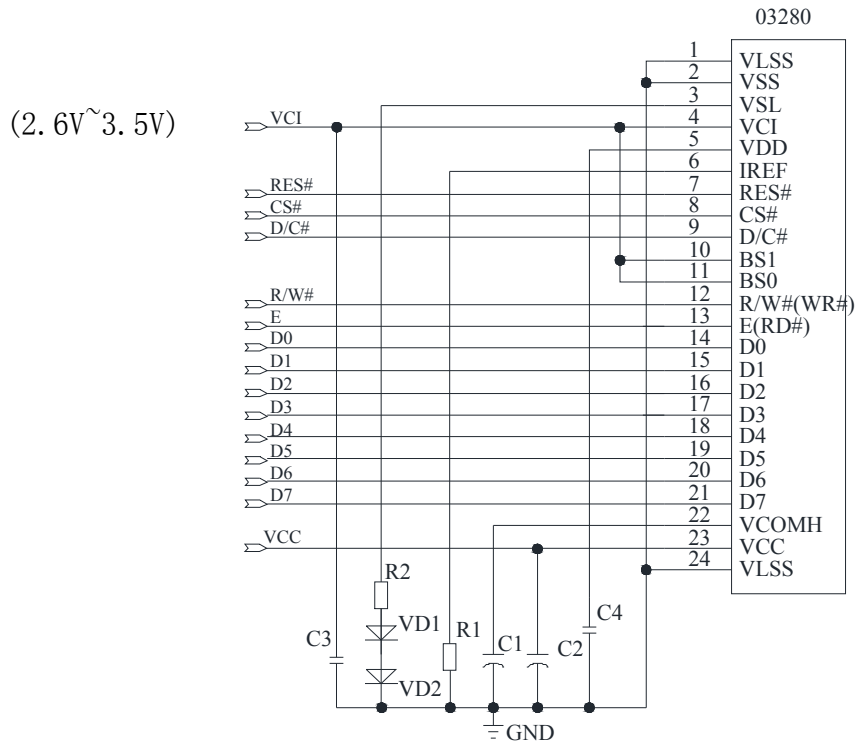 03280
1 VLSS
2 VSS
3 VSL
(2.6V~3.5V) VCI 4 VCI
5 VDD
6 IREF
RES# 7 RES#
CS# 8 CS#
D/C# 9 D/C#
10 BS1
11 BS0
R/W# 12 R/W#(WR#)
E 13 E(RD#)
D0 14 D0
D1 15 D1
D2 16 D2
D3 17 D3
D4 18 D4
D5 19 D5
D6 20 D6
D7 21 D7
22 VCOMH
VCC 23 VCC
24 VLSS
R2
C4
VD1 R1
C3 C1 C2
VD2
GND